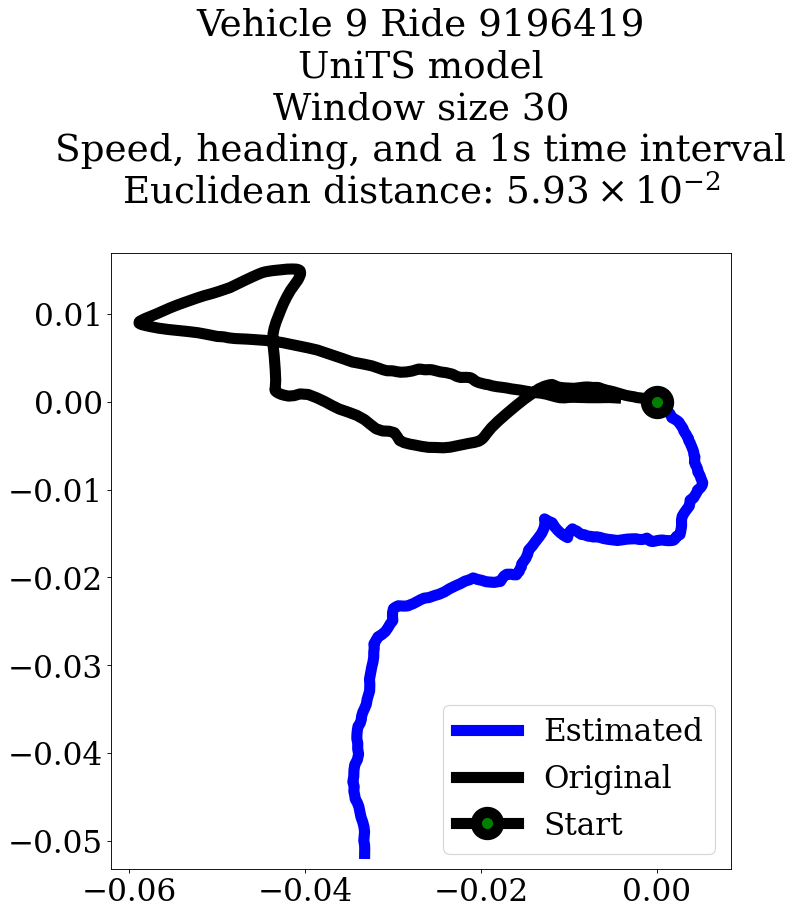 Vehicle 9 Ride 9196419
UniTS model
Window size 30
Speed, heading, and a 1s time interval
Euclidean distance: 5.93 × 10⁻²
0.01
0.00
−0.01
−0.02
−0.03
−0.04
−0.05
Estimated
Original
Start
−0.06
−0.04
−0.02
0.00